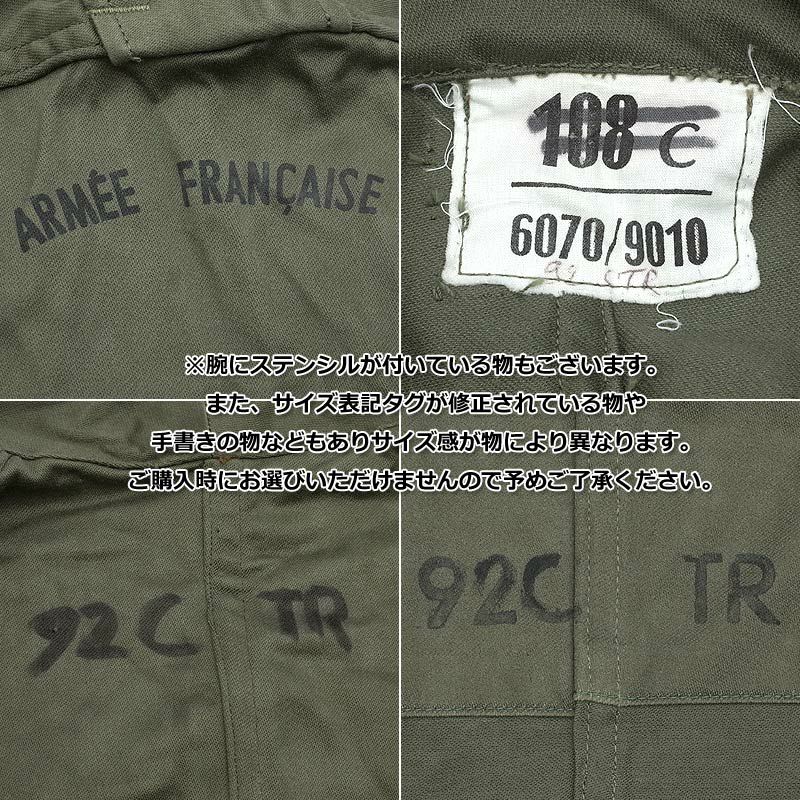 ARMÉE FRANÇAISE
108 C
6070/9010
※腕にステンシルが付いている物もございます。
また、サイズ表記タグが修正されている物や
手書きの物などもありサイズ感が物により異なります。
ご購入時にお選びいただけませんので予めご了承ください。
92C TR
92C TR